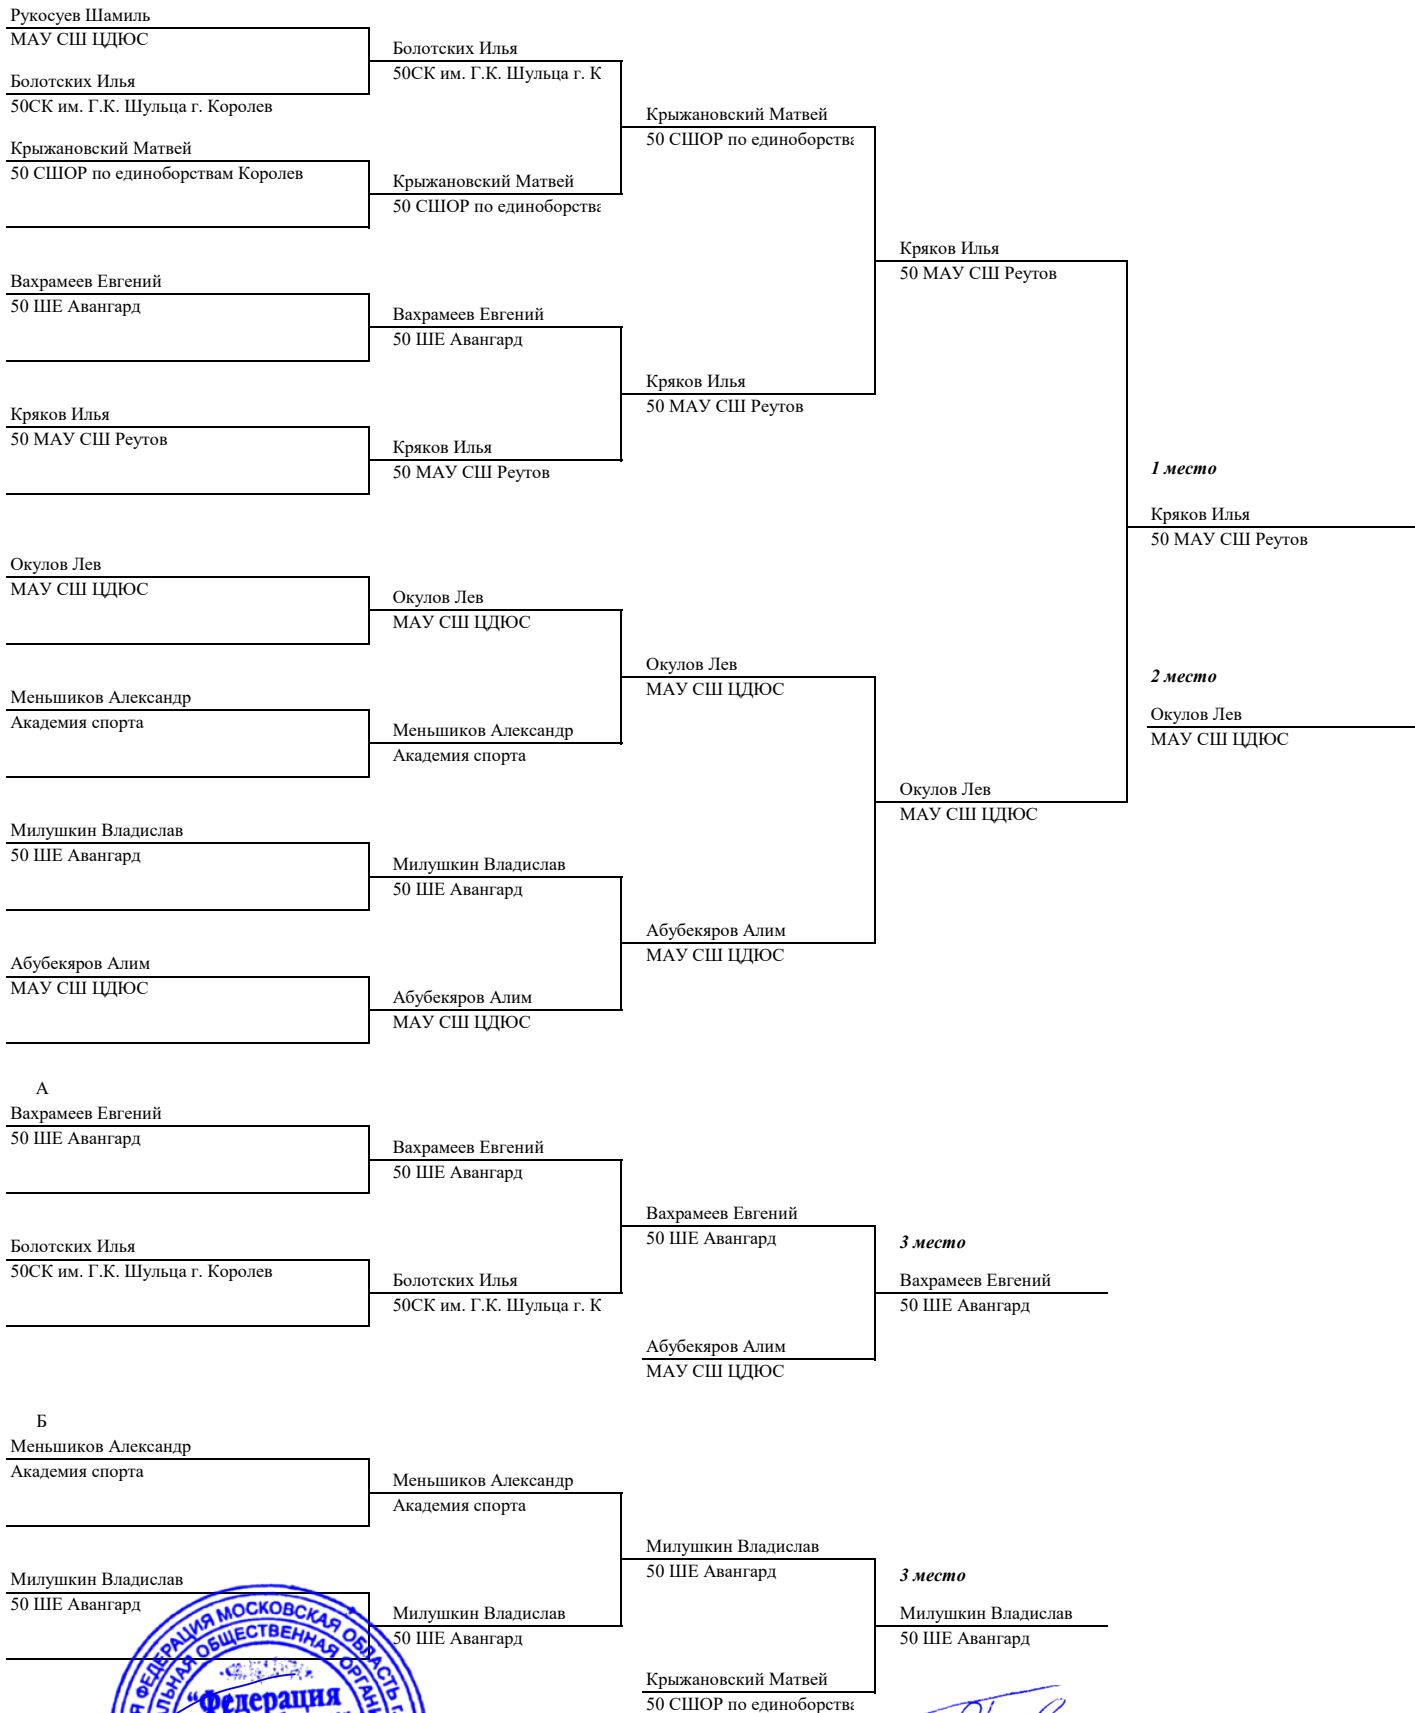 Рукосуев Шамиль
МАУ СШ ЦДЮС
Болотских Илья
50СК им. Г.К. Шульца г. Королев
Болотских Илья
50СК им. Г.К. Шульца г. К
Крыжановский Матвей
50 СШОР по единоборствам Королев
Крыжановский Матвей
50 СШОР по единоборства
Крыжановский Матвей
50 СШОР по единоборства
Вахрамеев Евгений
50 ШЕ Авангард
Вахрамеев Евгений
50 ШЕ Авангард
Кряков Илья
50 МАУ СШ Реутов
Кряков Илья
50 МАУ СШ Реутов
Кряков Илья
50 МАУ СШ Реутов
Кряков Илья
50 МАУ СШ Реутов
1 место
Кряков Илья
50 МАУ СШ Реутов
Окулов Лев
МАУ СШ ЦДЮС
Окулов Лев
МАУ СШ ЦДЮС
Меньшиков Александр
Академия спорта
Меньшиков Александр
Академия спорта
Окулов Лев
МАУ СШ ЦДЮС
2 место
Окулов Лев
МАУ СШ ЦДЮС
Окулов Лев
МАУ СШ ЦДЮС
Милушкин Владислав
50 ШЕ Авангард
Милушкин Владислав
50 ШЕ Авангард
Абубекяров Алим
МАУ СШ ЦДЮС
Абубекяров Алим
МАУ СШ ЦДЮС
Абубекяров Алим
МАУ СШ ЦДЮС
А
Вахрамеев Евгений
50 ШЕ Авангард
Вахрамеев Евгений
50 ШЕ Авангард
Болотских Илья
50СК им. Г.К. Шульца г. Королев
Болотских Илья
50СК им. Г.К. Шульца г. К
Вахрамеев Евгений
50 ШЕ Авангард
Абубекяров Алим
МАУ СШ ЦДЮС
3 место
Вахрамеев Евгений
50 ШЕ Авангард
Б
Меньшиков Александр
Академия спорта
Меньшиков Александр
Академия спорта
Милушкин Владислав
50 ШЕ Авангард
Милушкин Владислав
50 ШЕ Авангард
Милушкин Владислав
50 ШЕ Авангард
Крыжановский Матвей
50 СШОР по единоборства
3 место
Милушкин Владислав
50 ШЕ Авангард
ФЕДЕРАЦИЯ МОСКОВСКАЯ ОБЛАСТЬ
ОБЩЕСТВЕННАЯ
"Федерация